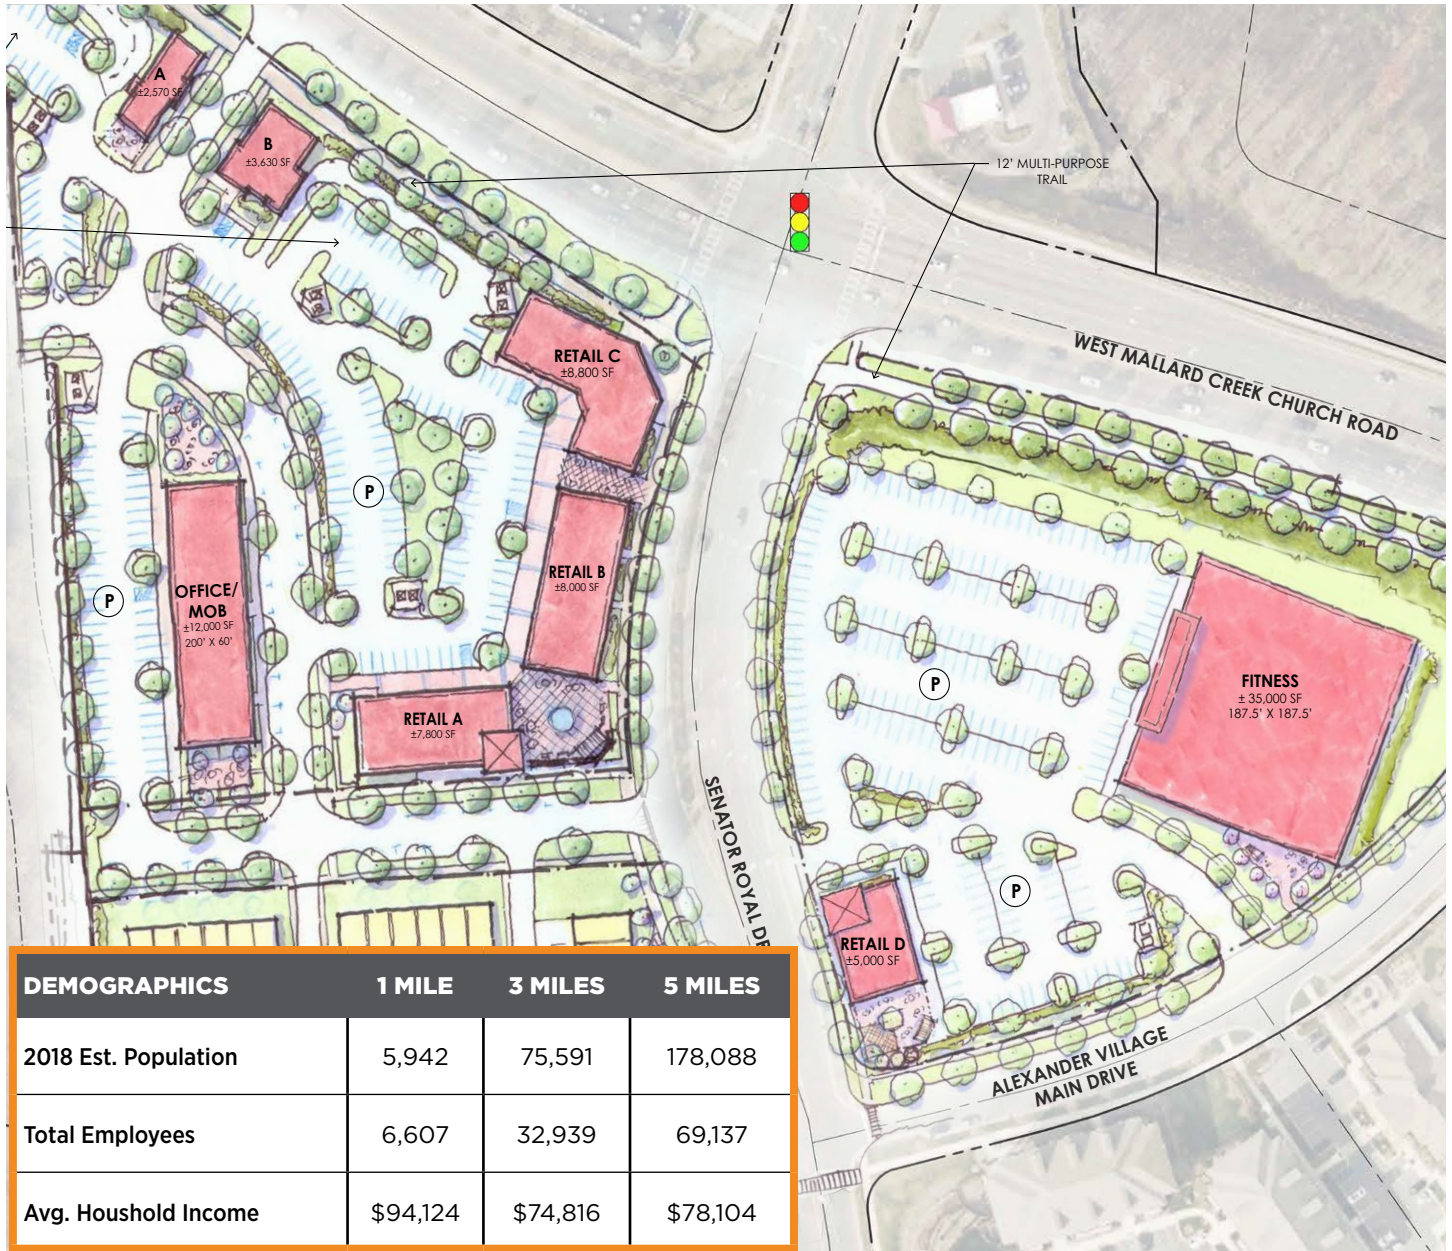 A
±2,570 SF
B
±3,630 SF
12' MULTI-PURPOSE
TRAIL
RETAIL C
±8,800 SF
WEST MALLARD CREEK CHURCH ROAD
P
OFFICE/
MOB
±12,000 SF
200' X 60'
P
RETAIL B
±8,000 SF
P
FITNESS
± 35,000 SF
187.5' X 187.5'
RETAIL A
±7,800 SF
SENATOR ROYAL DR
P
RETAIL D
±5,000 SF
ALEXANDER VILLAGE
MAIN DRIVE
DEMOGRAPHICS 1 MILE 3 MILES 5 MILES
2018 Est. Population 5,942 75,591 178,088
Total Employees 6,607 32,939 69,137
Avg. Houshold Income $94,124 $74,816 $78,104